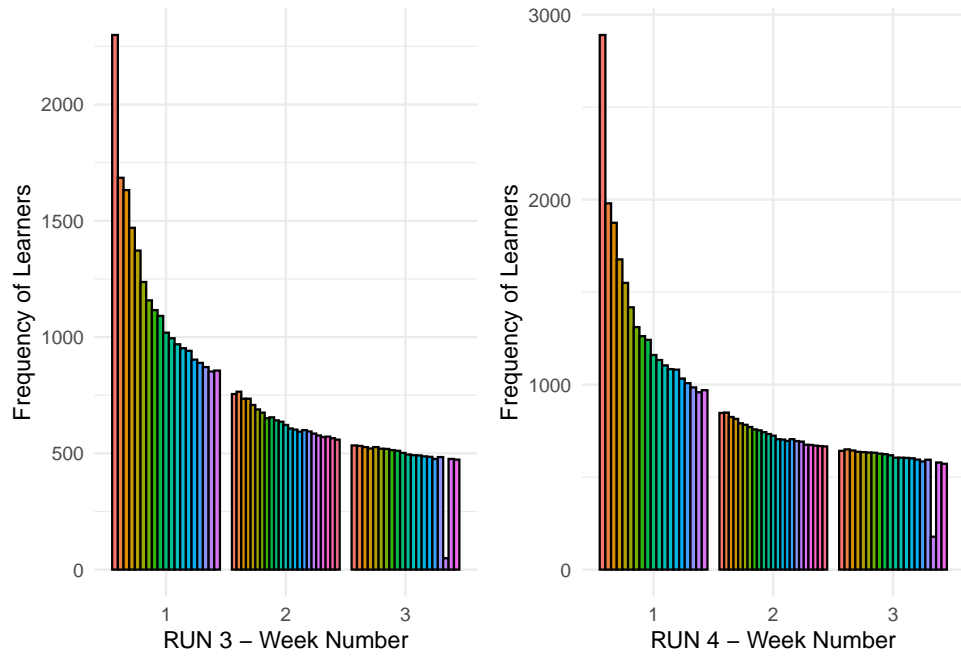 Frequency of Learners
2000
1500
1000
500
0
1 2 3
RUN 3 – Week Number
Frequency of Learners
3000
2000
1000
0
1 2 3
RUN 4 – Week Number